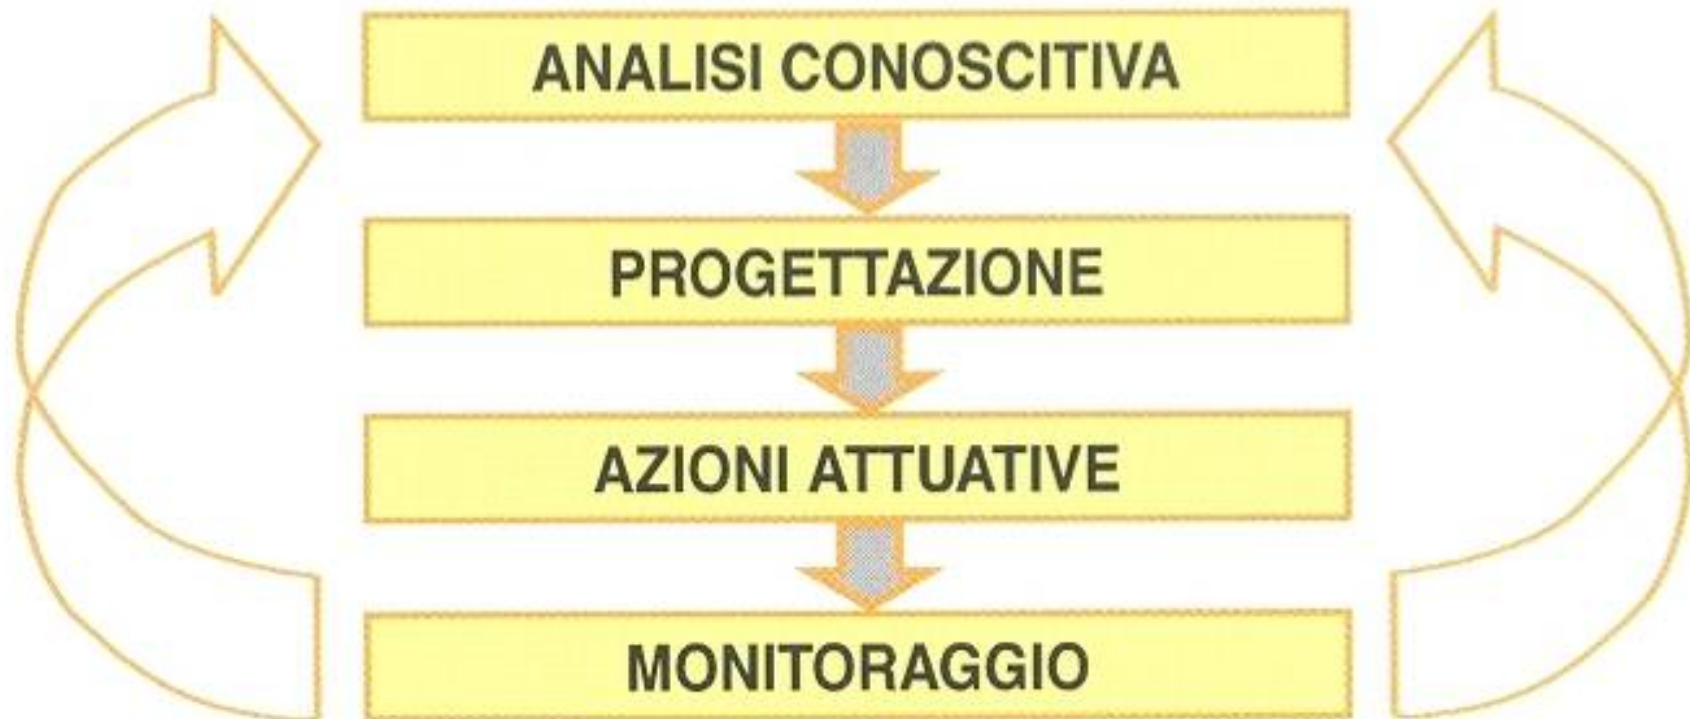 ANALISI CONOSCITIVA
PROGETTAZIONE
AZIONI ATTUATIVE
MONITORAGGIO